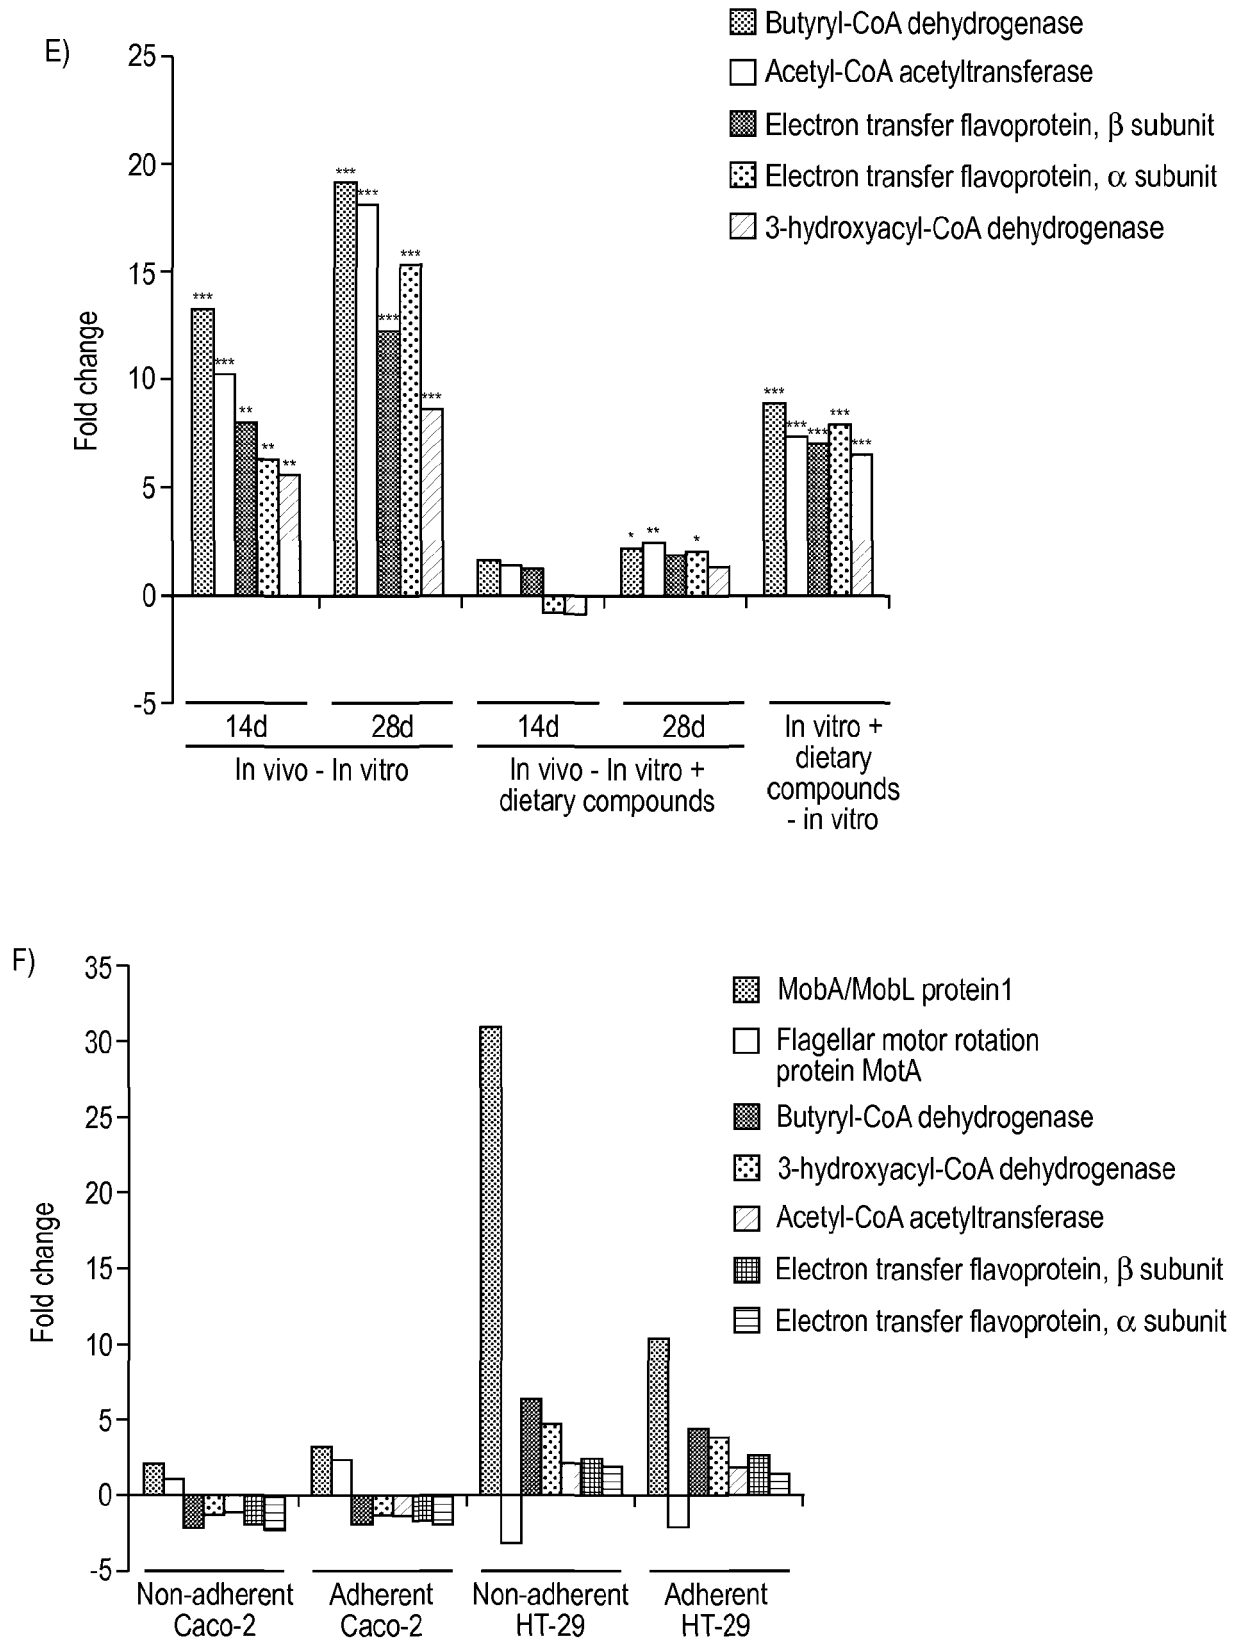 E)
Butyryl-CoA dehydrogenase
Acetyl-CoA acetyltransferase
Electron transfer flavoprotein, β subunit
Electron transfer flavoprotein, α subunit
3-hydroxyacyl-CoA dehydrogenase
Fold change
25
20
15
10
5
0
-5
*** *** ** ** **
*** *** *** *** ***
* ** *
*** *** *** *** ***
14d 28d 14d 28d
In vivo - In vitro
In vivo - In vitro +
dietary compounds
In vitro +
dietary
compounds
- in vitro
F)
MobA/MobL protein1
Flagellar motor rotation
protein MotA
Butyryl-CoA dehydrogenase
3-hydroxyacyl-CoA dehydrogenase
Acetyl-CoA acetyltransferase
Electron transfer flavoprotein, β subunit
Electron transfer flavoprotein, α subunit
Fold change
35
30
25
20
15
10
5
0
-5
Non-adherent
Caco-2
Adherent
Caco-2
Non-adherent
HT-29
Adherent
HT-29